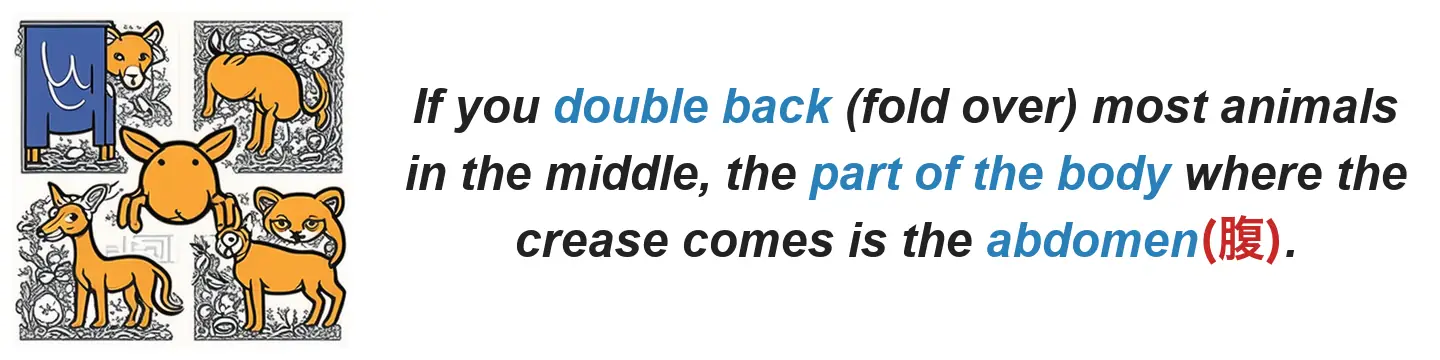 If you double back (fold over) most animals
in the middle, the part of the body where the
crease comes is the abdomen(腹).